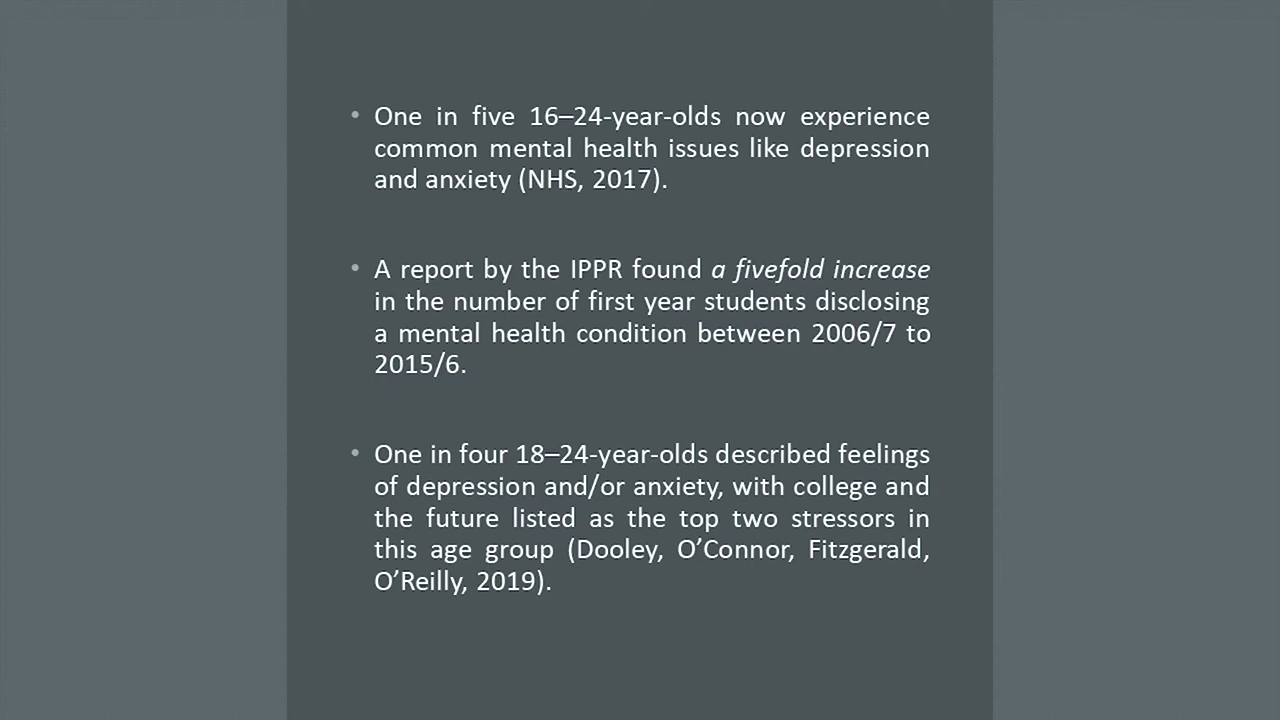 • One in five 16–24-year-olds now experience
common mental health issues like depression
and anxiety (NHS, 2017).
• A report by the IPPR found a fivefold increase
in the number of first year students disclosing
a mental health condition between 2006/7 to
2015/6.
• One in four 18–24-year-olds described feelings
of depression and/or anxiety, with college and
the future listed as the top two stressors in
this age group (Dooley, O’Connor, Fitzgerald,
O’Reilly, 2019).